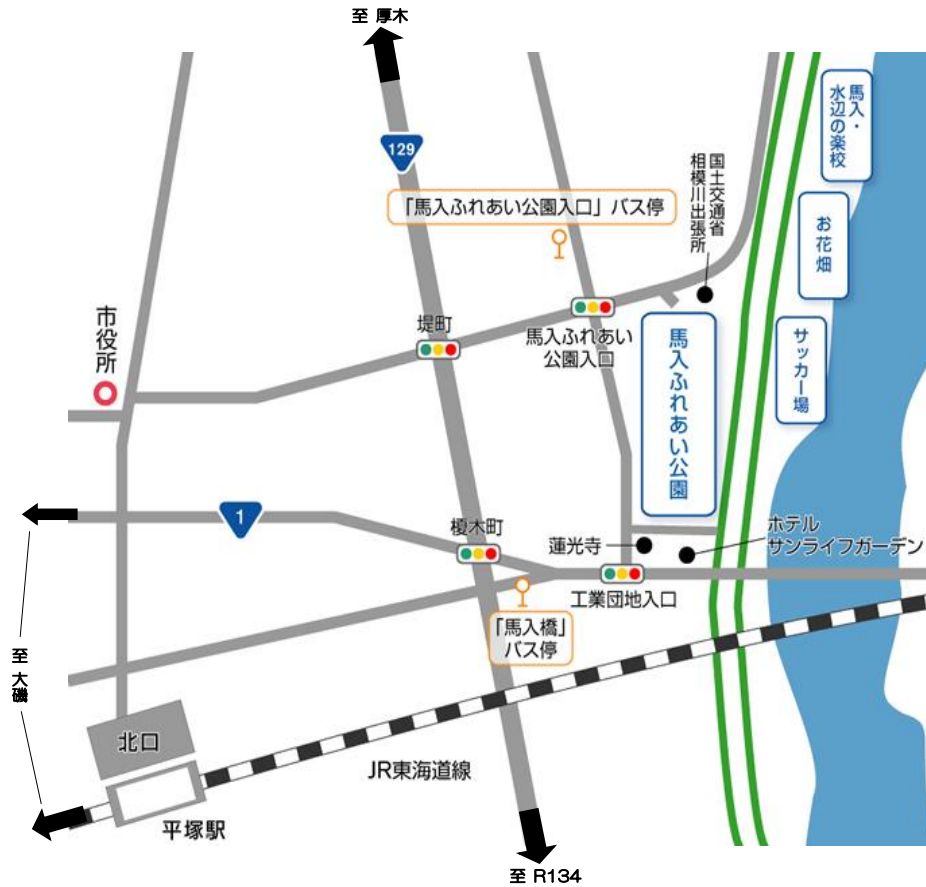 至 厚木
129
馬入・
水辺の楽校
国土交通省
相模川出張所
「馬入ふれあい公園入口」バス停
お花畑
市役所
堤町
馬入ふれあい
公園入口
馬入ふれあい公園
サッカー場
1
榎木町
蓮光寺
ホテル
サンライフガーデン
工業団地入口
「馬入橋」
バス停
至 大磯
北口
JR東海道線
平塚駅
至 R134